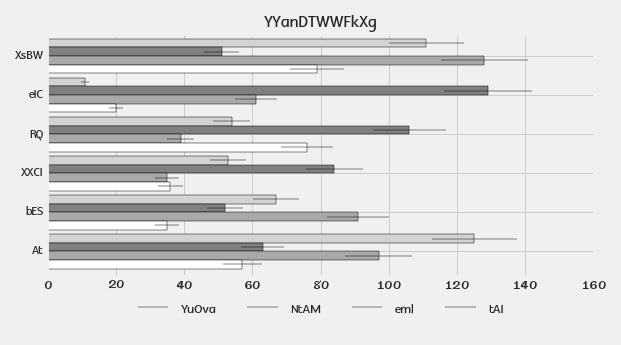 YYanDTWWFkXg
XsBW
eIC
RQ
XXCI
bES
At
0 20 40 60 80 100 120 140 160
YuOva NtAM eml tAI